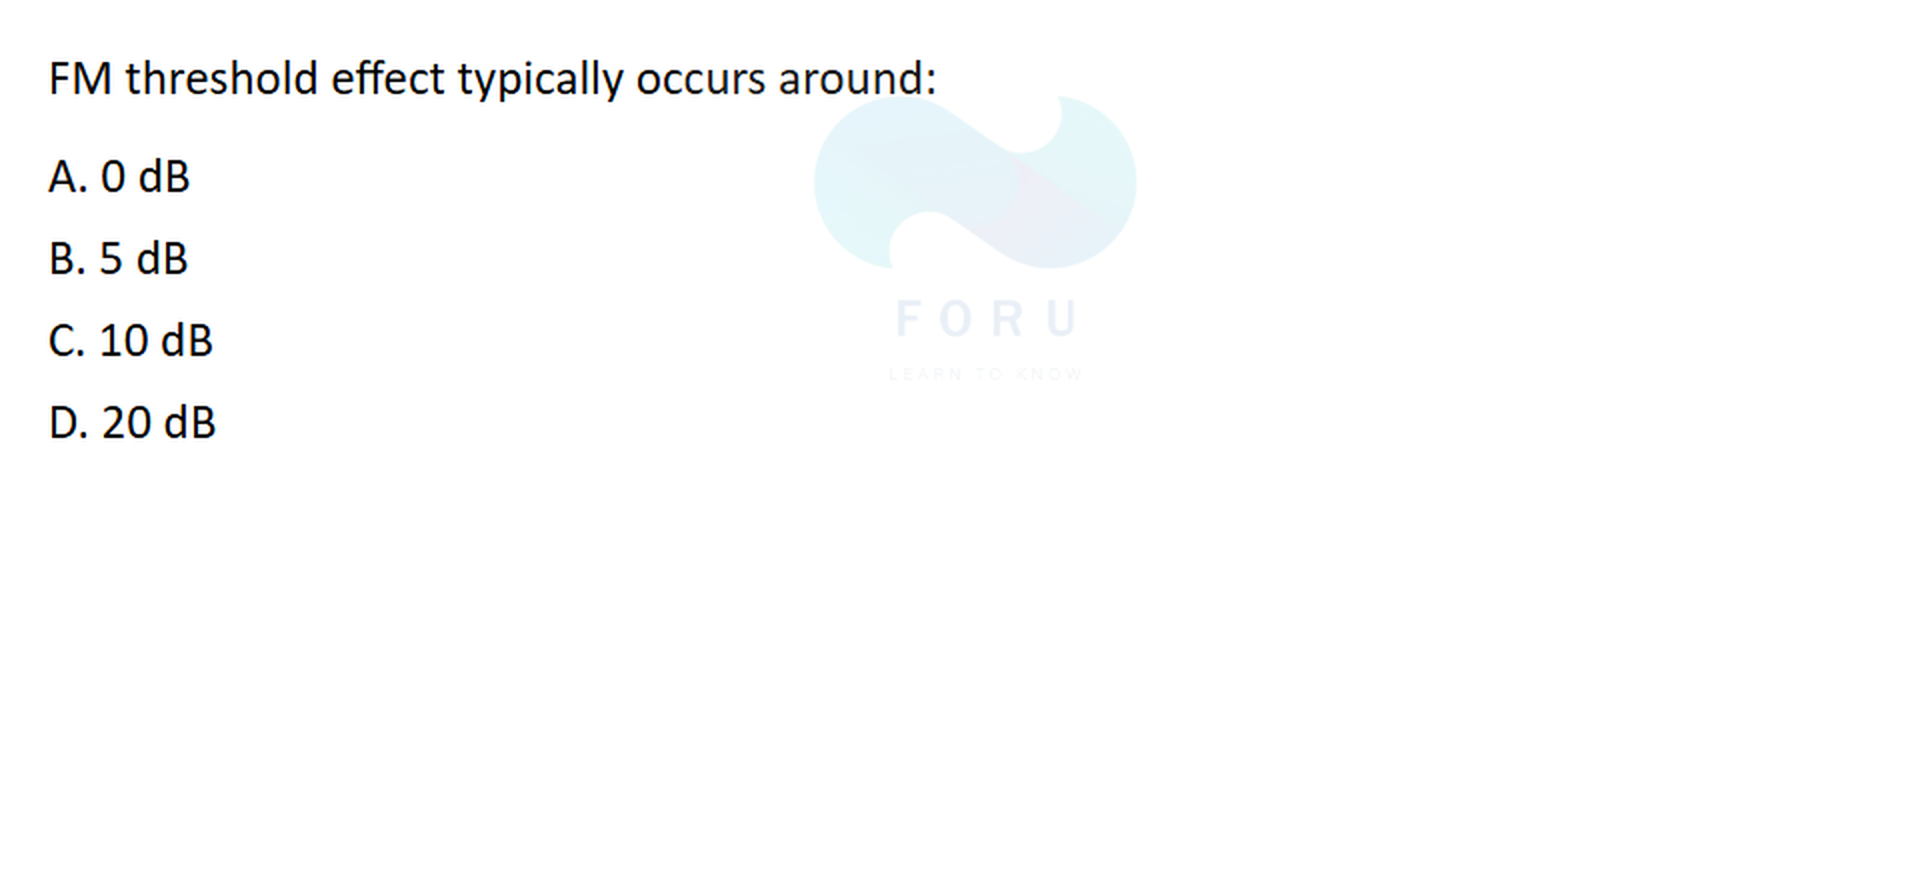 FM threshold effect typically occurs around:
A. 0 dB
B. 5 dB
C. 10 dB
D. 20 dB
FORU
LEARN TO KNOW